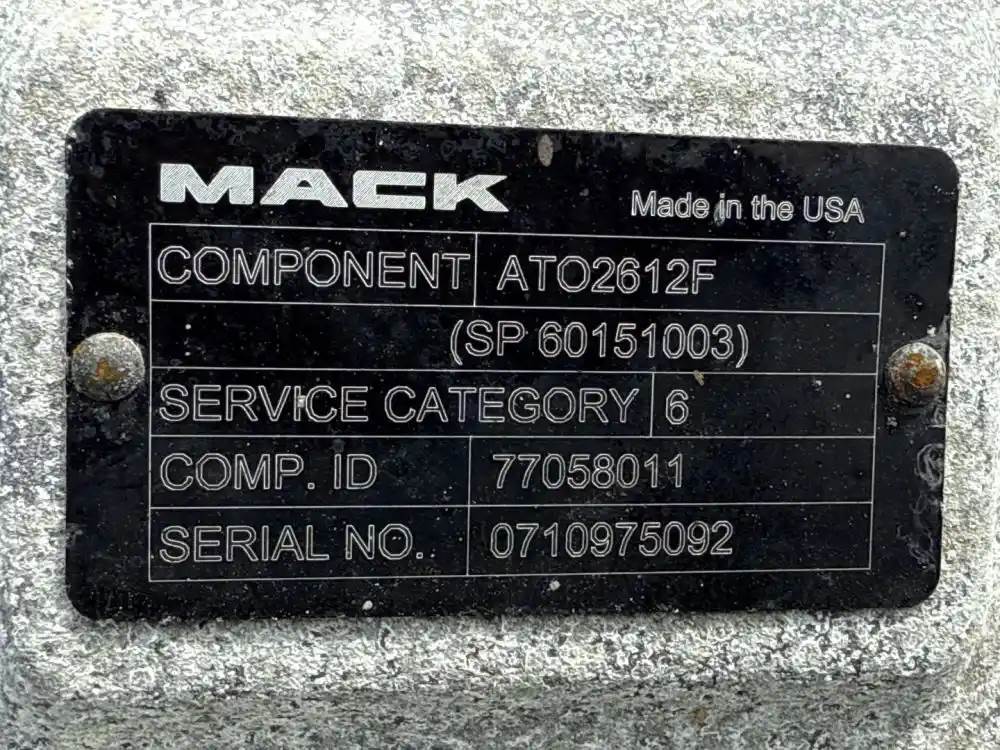 MACK
Made in the USA
COMPONENT ATO2612F
(SP 60151003)
SERVICE CATEGORY 6
COMP. ID 77058011
SERIAL NO. 0710975092